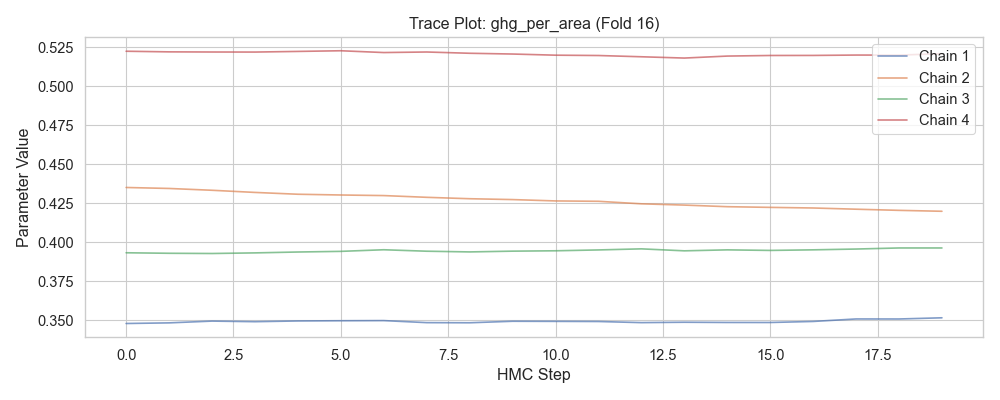 Trace Plot: ghg_per_area (Fold 16)
Parameter Value
0.525
0.500
0.475
0.450
0.425
0.400
0.375
0.350
Chain 1
Chain 2
Chain 3
Chain 4
0.0 2.5 5.0 7.5 10.0 12.5 15.0 17.5
HMC Step